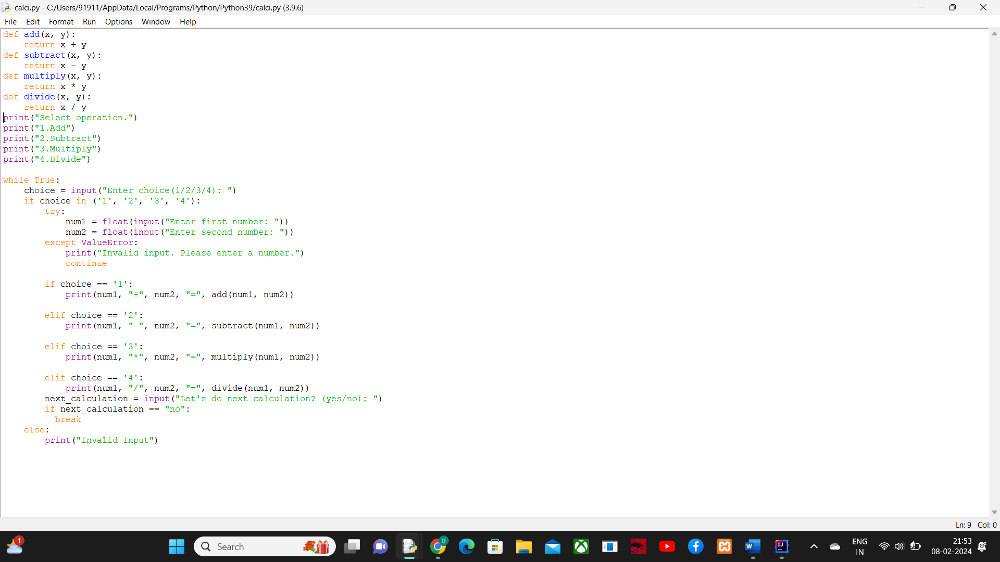 calci.py - C:/Users/91911/AppData/Local/Programs/Python/Python39/calci.py (3.9.6)
File Edit Format Run Options Window Help
def add(x, y):
    return x + y
def subtract(x, y):
    return x - y
def multiply(x, y):
    return x * y
def divide(x, y):
    return x / y
print("Select operation.")
print("1.Add")
print("2.Subtract")
print("3.Multiply")
print("4.Divide")
while True:
    choice = input("Enter choice(1/2/3/4): ")
    if choice in ('1', '2', '3', '4'):
        try:
            num1 = float(input("Enter first number: "))
            num2 = float(input("Enter second number: "))
        except ValueError:
            print("Invalid input. Please enter a number.")
            continue
        if choice == '1':
            print(num1, "+", num2, "=", add(num1, num2))
        elif choice == '2':
            print(num1, "-", num2, "=", subtract(num1, num2))
        elif choice == '3':
            print(num1, "*", num2, "=", multiply(num1, num2))
        elif choice == '4':
            print(num1, "/", num2, "=", divide(num1, num2))
        next_calculation = input("Let's do next calculation? (yes/no): ")
        if next_calculation == "no":
          break
    else:
        print("Invalid Input")
Ln: 9 Col: 0
1
Search
D
W
IJ
ENG
IN
21:53
08-02-2024